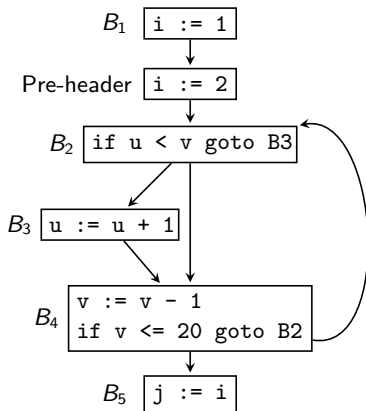 B1 i := 1
Pre-header i := 2
B2 if u < v goto B3
B3 u := u + 1
B4 v := v - 1
if v <= 20 goto B2
B5 j := i